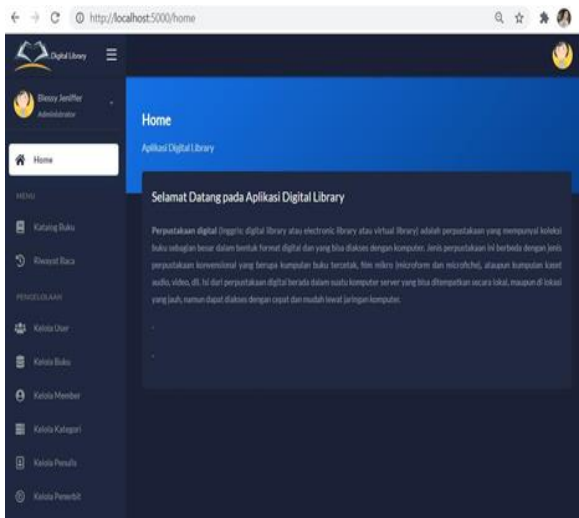 http://localhost:5000/home
Digital Library
Blessy Jeniffer
Administrator
Home
MENU
Katalog Buku
Riwayat Baca
PENGELOLAAN
Kelola User
Kelola Buku
Kelola Member
Kelola Kategori
Kelola Penulis
Kelola Penerbit
Home
Aplikasi Digital Library
Selamat Datang pada Aplikasi Digital Library
Perpustakaan digital (Inggris: digital library atau electronic library atau virtual library) adalah perpustakaan yang mempunyai koleksi
buku sebagian besar dalam bentuk format digital dan yang bisa diakses dengan komputer. Jenis perpustakaan ini berbeda dengan jenis
perpustakaan konvensional yang berupa kumpulan buku tercetak, film mikro (microform dan microfiche), ataupun kumpulan kaset
audio, video, dll. Isi dari perpustakaan digital berada dalam suatu komputer server yang bisa ditempatkan secara lokal, maupun di lokasi
yang jauh, namun dapat diakses dengan cepat dan mudah lewat jaringan komputer.